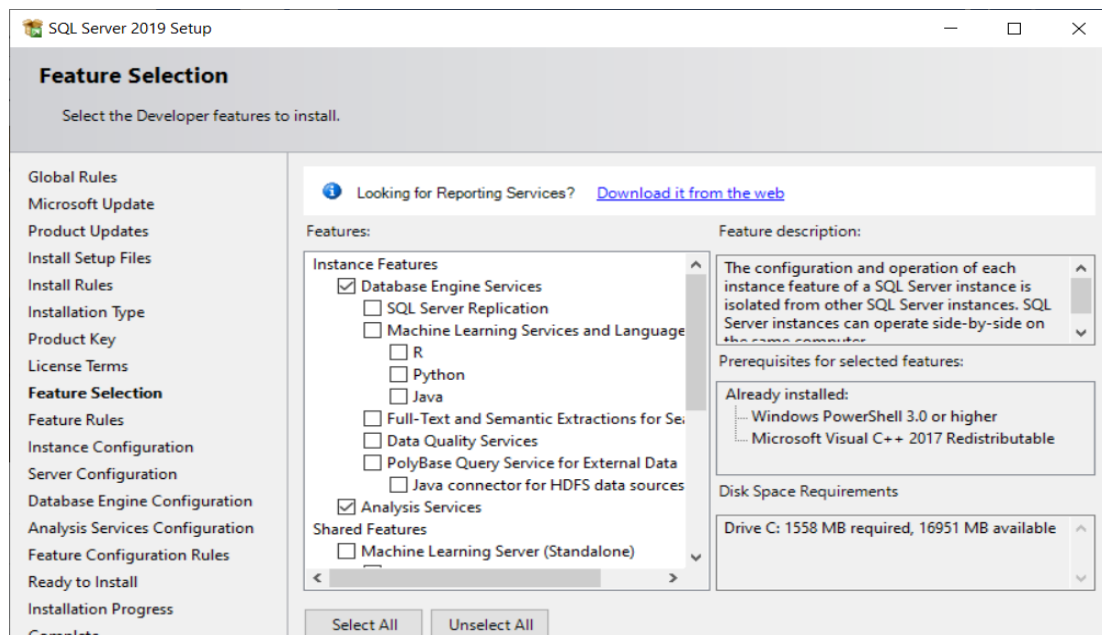 SQL Server 2019 Setup
Feature Selection
Select the Developer features to install.
Global Rules
Microsoft Update
Product Updates
Install Setup Files
Install Rules
Installation Type
Product Key
License Terms
Feature Selection
Feature Rules
Instance Configuration
Server Configuration
Database Engine Configuration
Analysis Services Configuration
Feature Configuration Rules
Ready to Install
Installation Progress
Complete
Looking for Reporting Services? Download it from the web
Features:
Instance Features
Database Engine Services
SQL Server Replication
Machine Learning Services and Language
R
Python
Java
Full-Text and Semantic Extractions for Sea
Data Quality Services
PolyBase Query Service for External Data
Java connector for HDFS data sources
Analysis Services
Shared Features
Machine Learning Server (Standalone)
Select All
Unselect All
Feature description:
The configuration and operation of each
instance feature of a SQL Server instance is
isolated from other SQL Server instances. SQL
Server instances can operate side-by-side on
the same computer.
Prerequisites for selected features:
Already installed:
Windows PowerShell 3.0 or higher
Microsoft Visual C++ 2017 Redistributable
Disk Space Requirements
Drive C: 1558 MB required, 16951 MB available